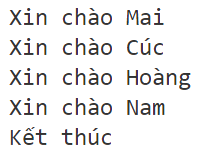 Xin chào Mai
Xin chào Cúc
Xin chào Hoàng
Xin chào Nam
Kết thúc